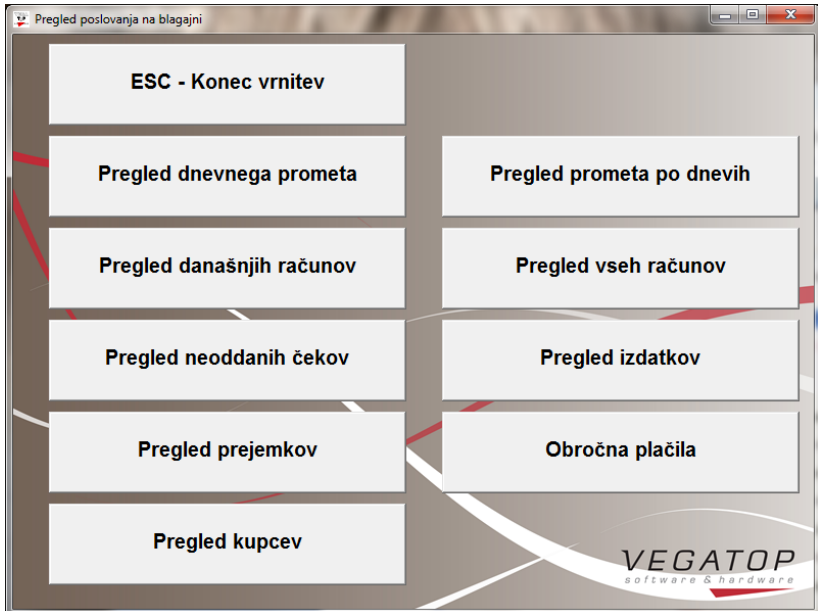 Pregled poslovanja na blagajni
ESC - Konec vrnitev
Pregled dnevnega prometa
Pregled prometa po dnevih
Pregled današnjih računov
Pregled vseh računov
Pregled neoddanih čekov
Pregled izdatkov
Pregled prejemkov
Obročna plačila
Pregled kupcev
VEGATOP
software & hardware